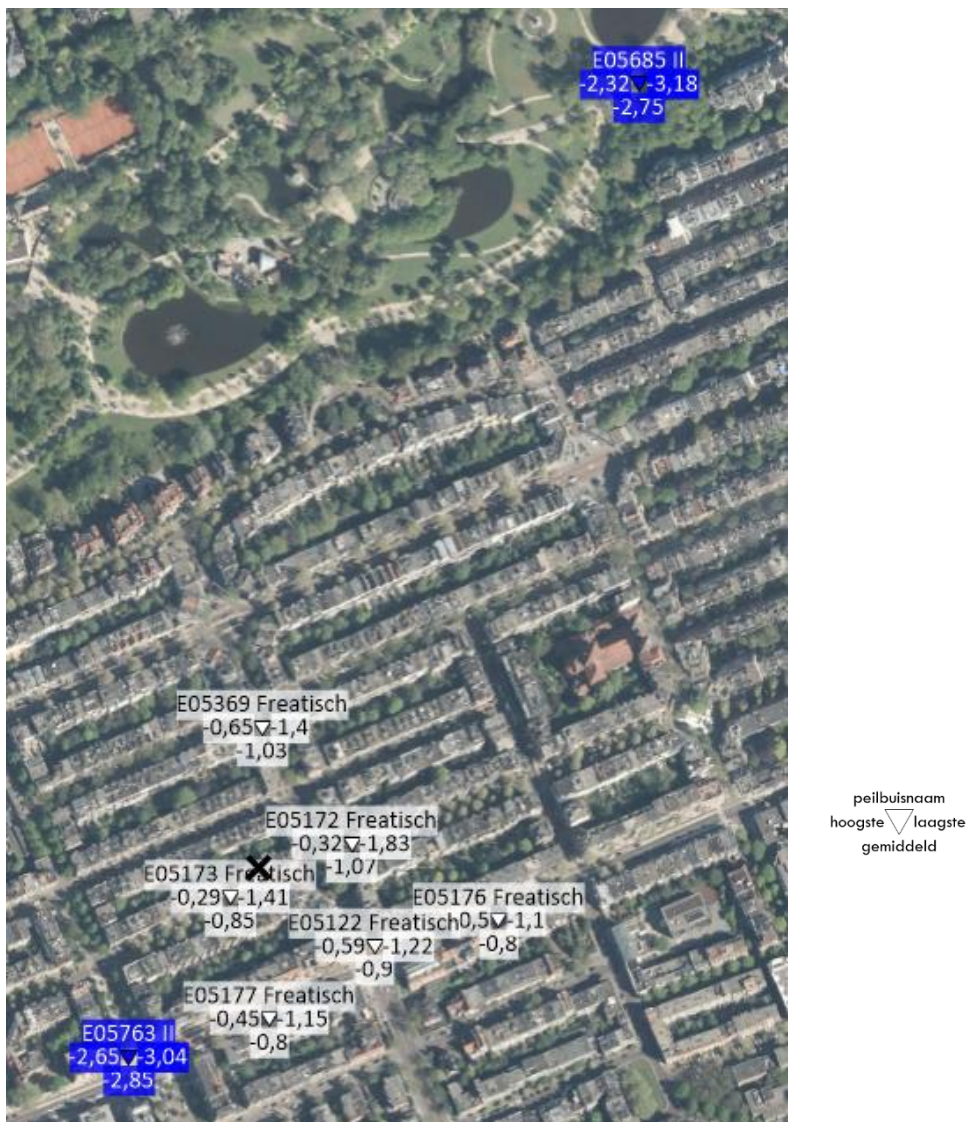 E05685 II
-2,32 -3,18
-2,75
E05369 Freatisch
-0,65 -1,4
-1,03
peilbuisnaam
hoogste laagste
gemiddeld
E05172 Freatisch
-0,32 -1,83
-1,07
E05173 Freatisch
-0,29 -1,41
-0,85
E05176 Freatisch
-0,5 -1,1
-0,8
E05122 Freatisch
-0,59 -1,22
-0,9
E05177 Freatisch
-0,45 -1,15
-0,8
E05763 II
-2,65 -3,04
-2,85